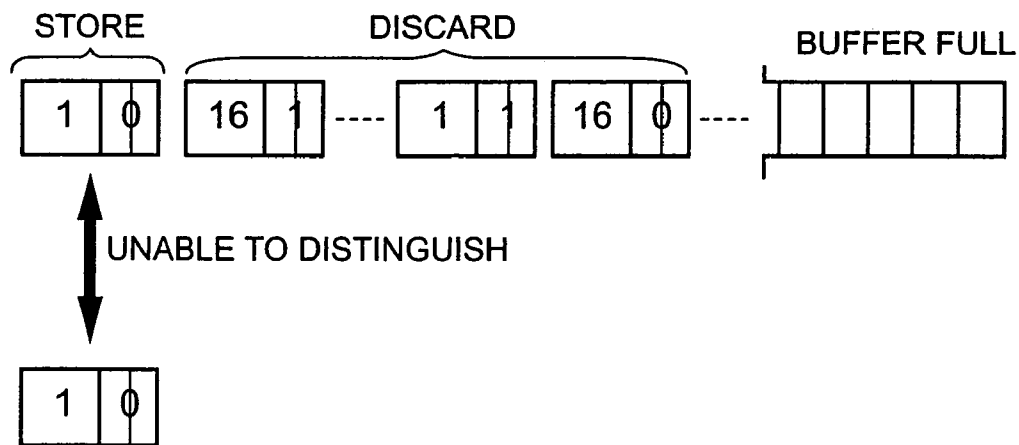 STORE DISCARD BUFFER FULL
1 0 16 1 ---- 1 1 16 0 ----
UNABLE TO DISTINGUISH
1 0